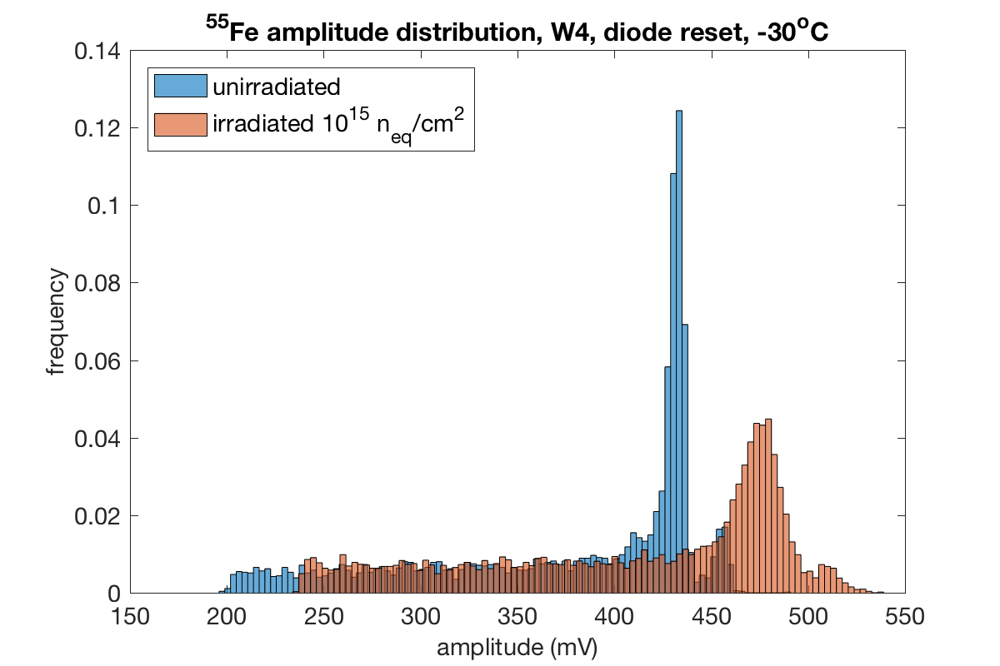 ⁵⁵Fe amplitude distribution, W4, diode reset, -30°C
unirradiated
irradiated 10¹⁵ n_eq/cm²
frequency
0.14
0.12
0.1
0.08
0.06
0.04
0.02
0
150 200 250 300 350 400 450 500 550
amplitude (mV)